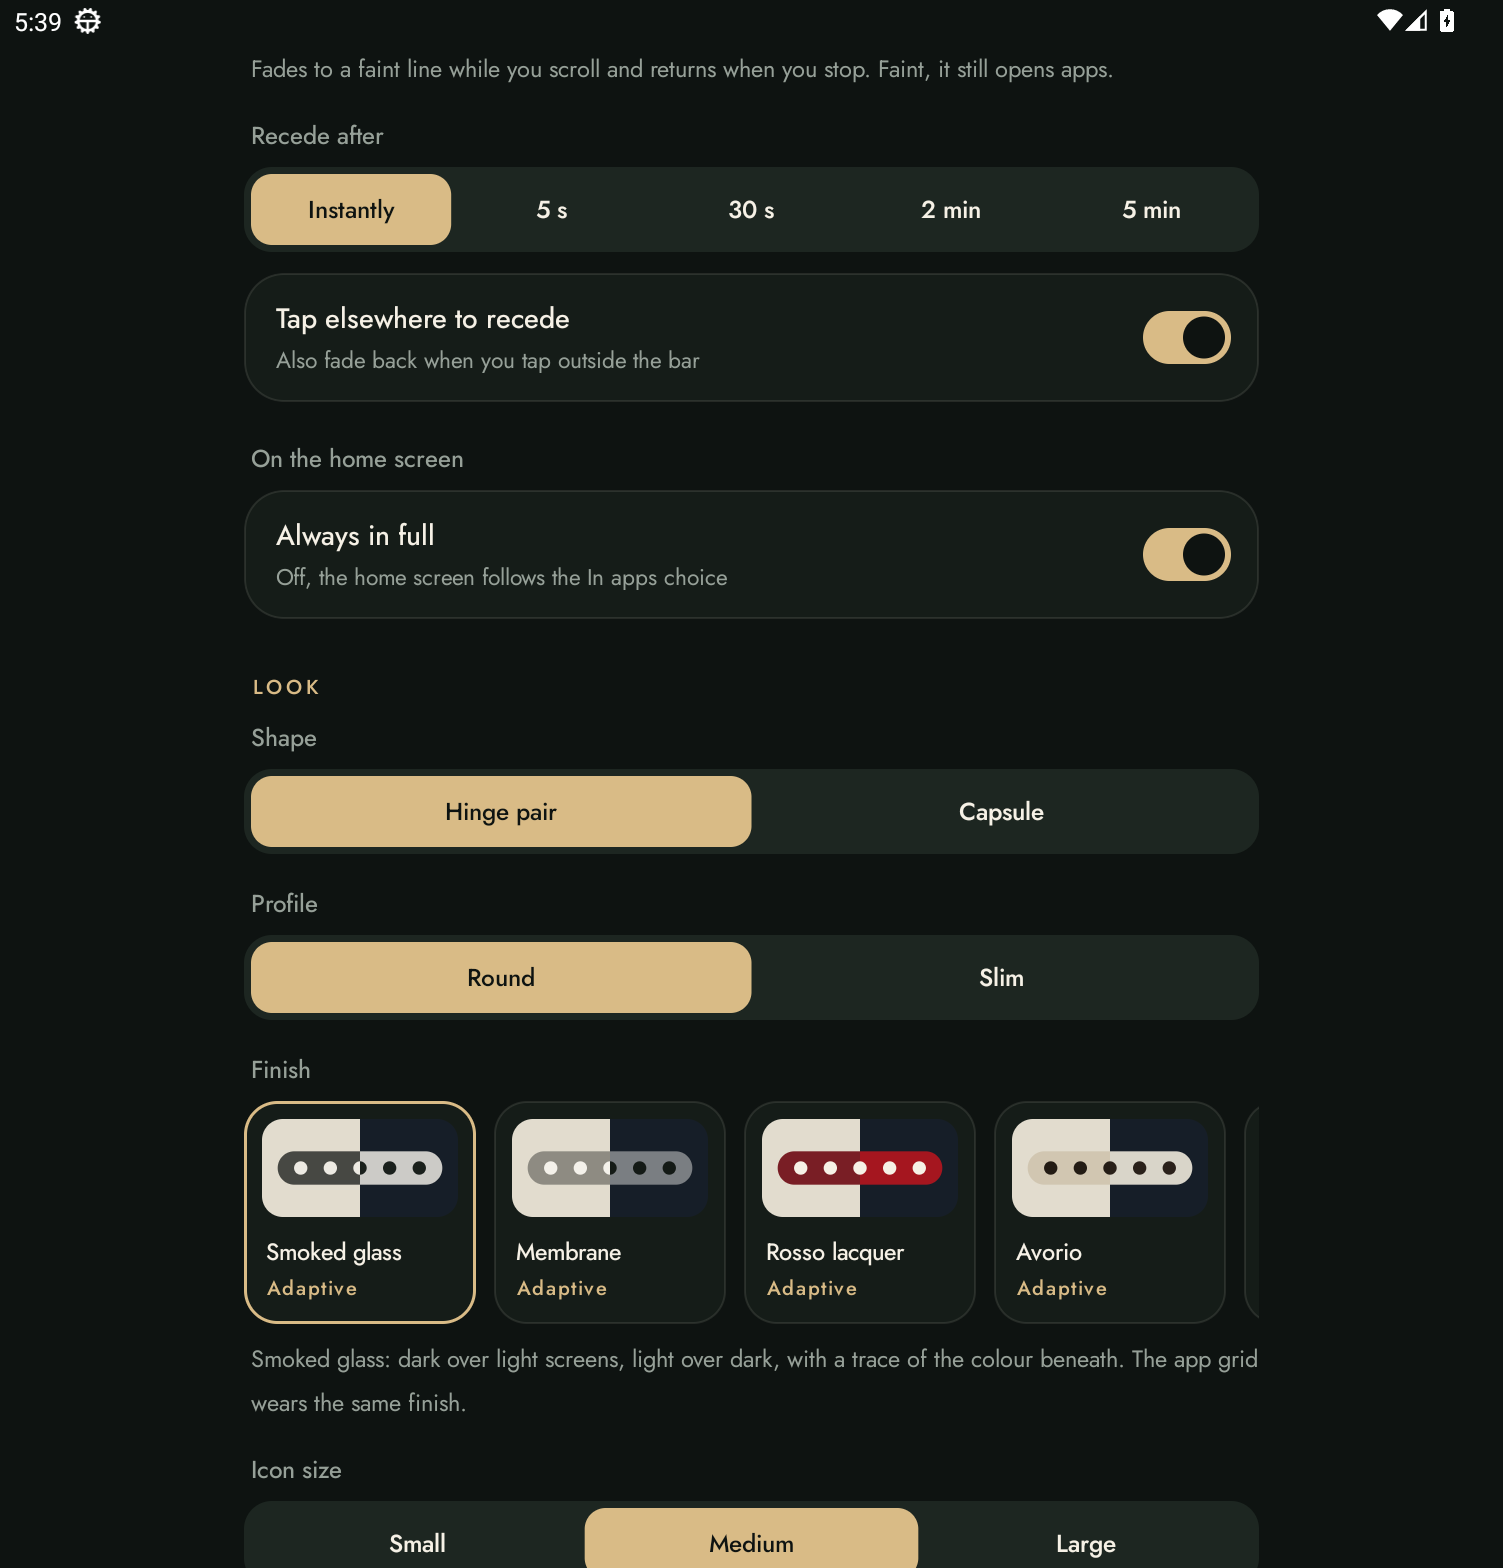 5:39
Fades to a faint line while you scroll and returns when you stop. Faint, it still opens apps.
Recede after
Instantly 5 s 30 s 2 min 5 min
Tap elsewhere to recede
Also fade back when you tap outside the bar
On the home screen
Always in full
Off, the home screen follows the In apps choice
LOOK
Shape
Hinge pair Capsule
Profile
Round Slim
Finish
Smoked glass Membrane Rosso lacquer Avorio
Adaptive Adaptive Adaptive Adaptive
Smoked glass: dark over light screens, light over dark, with a trace of the colour beneath. The app grid
wears the same finish.
Icon size
Small Medium Large